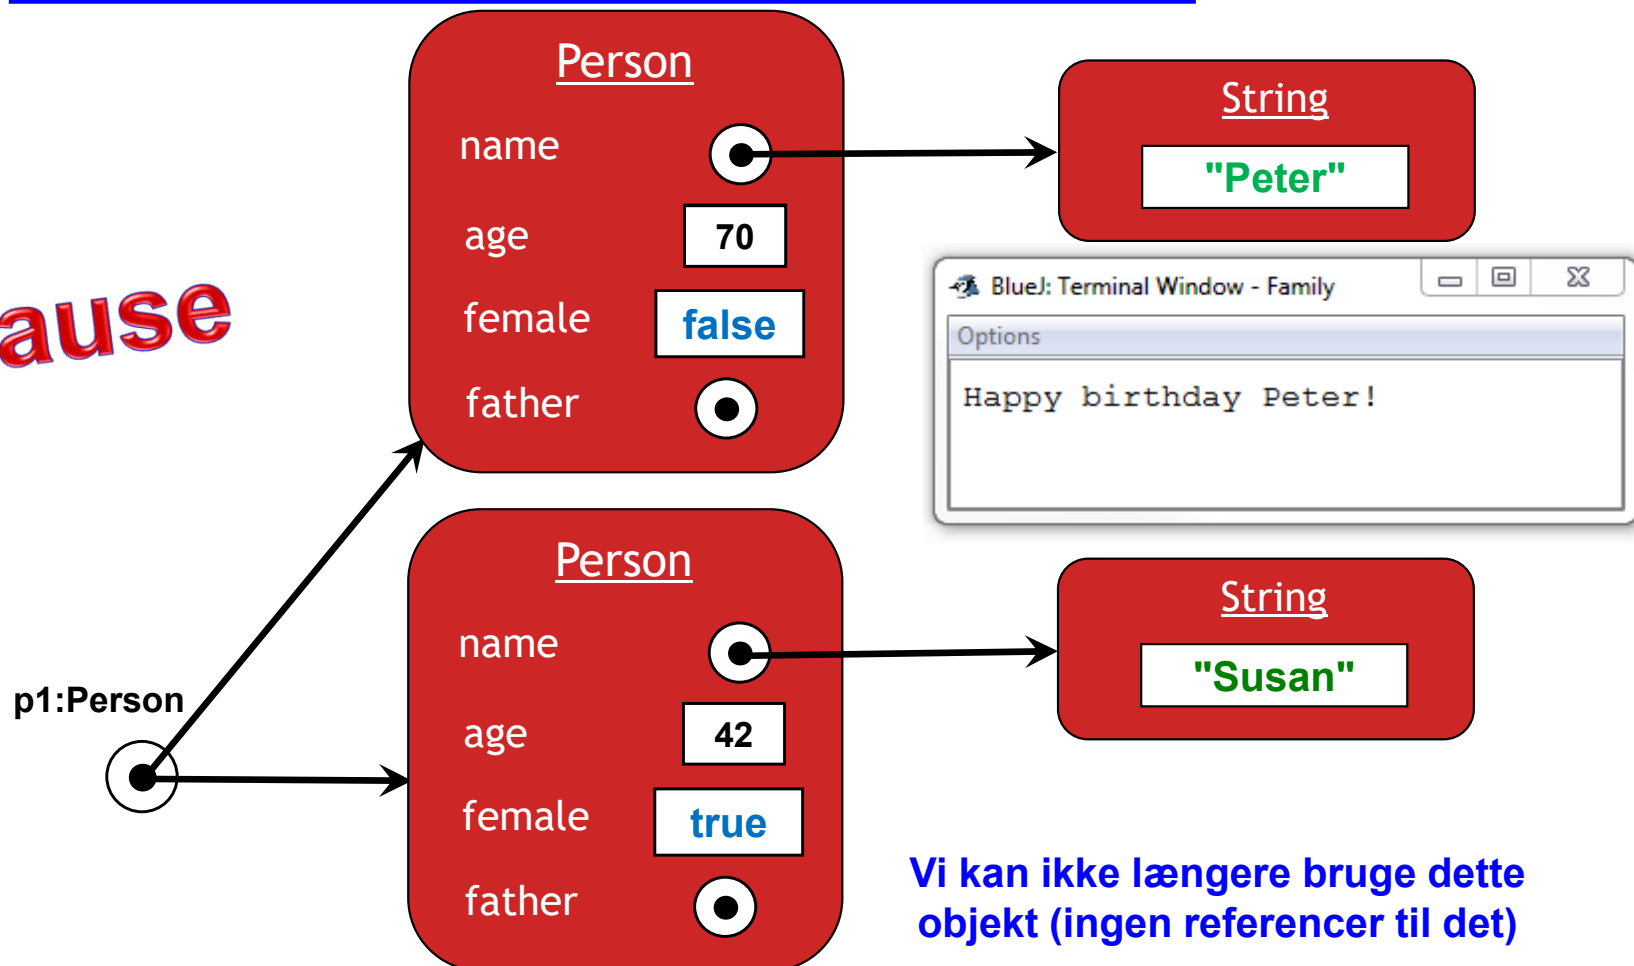 Person
name
age 70
female false
father
String
"Peter"
ause
BlueJ: Terminal Window - Family
Options
Happy birthday Peter!
Person
name
age 42
female true
father
String
"Susan"
p1:Person
Vi kan ikke længere bruge dette
objekt (ingen referencer til det)